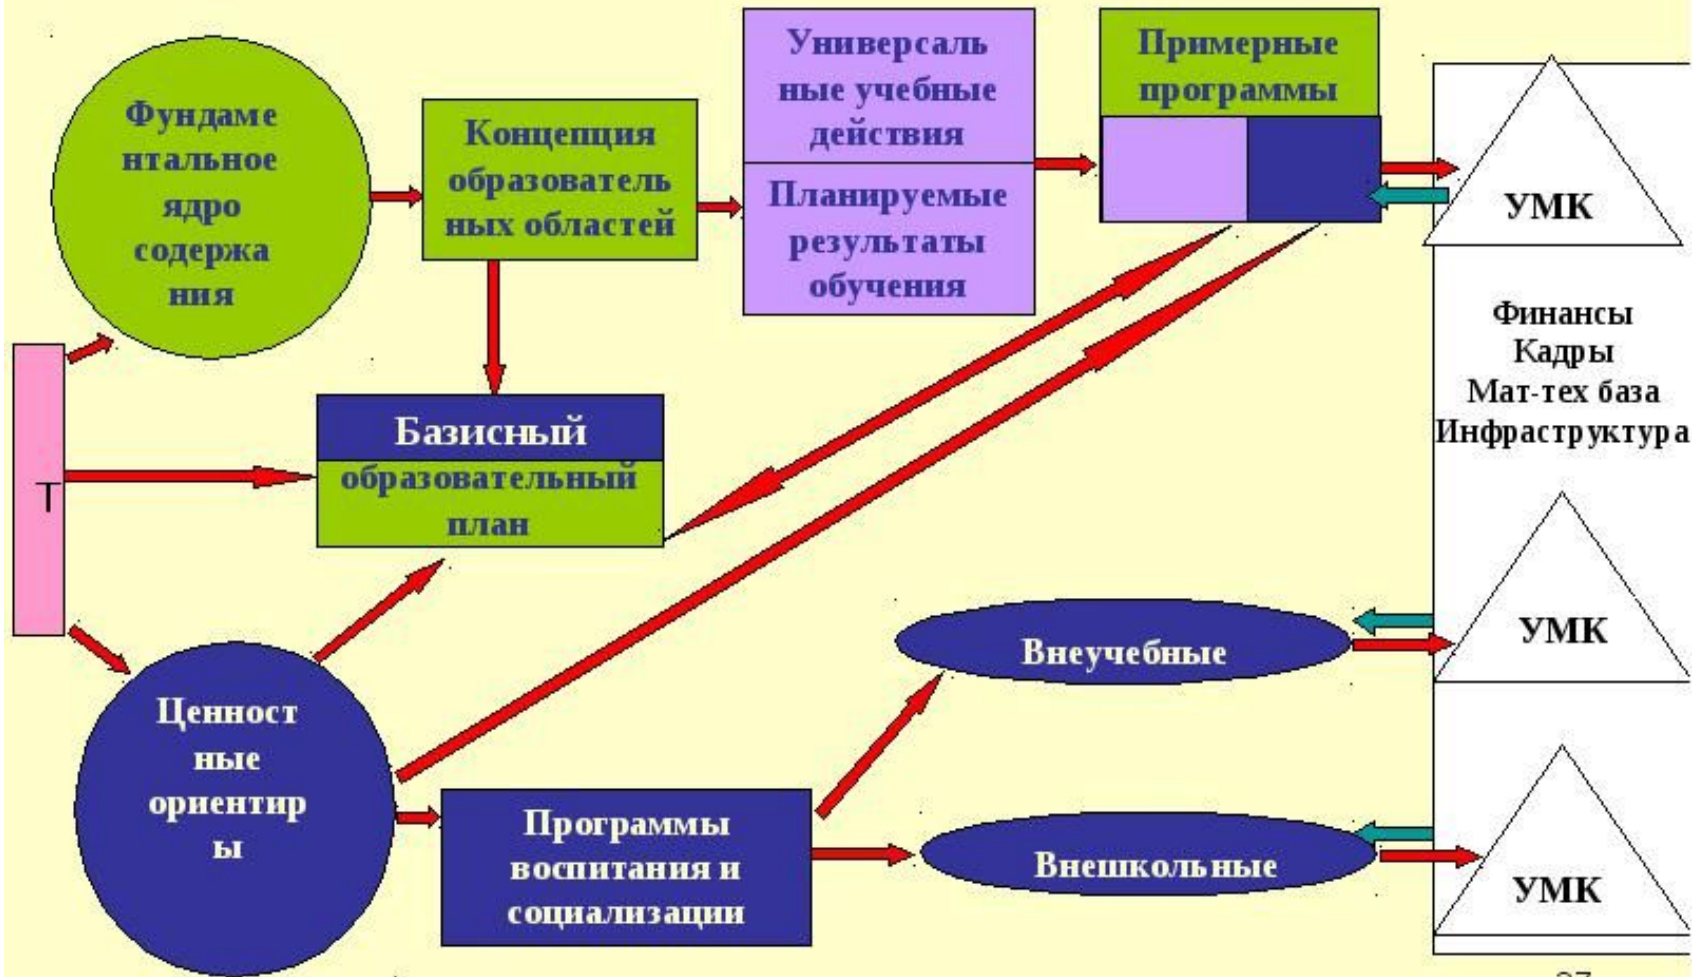 Фундаме
нтальное
ядро
содержа
ния
Концепция
образователь
ных областей
Универсаль
ные учебные
действия
Планируемые
результаты
обучения
Примерные
программы
УМК
Финансы
Кадры
Мат-тех база
Инфраструктура
Т
Базисный
образовательный
план
Внеучебные
УМК
Ценност
ные
ориентир
ы
Программы
воспитания и
социализации
Внешкольные
УМК